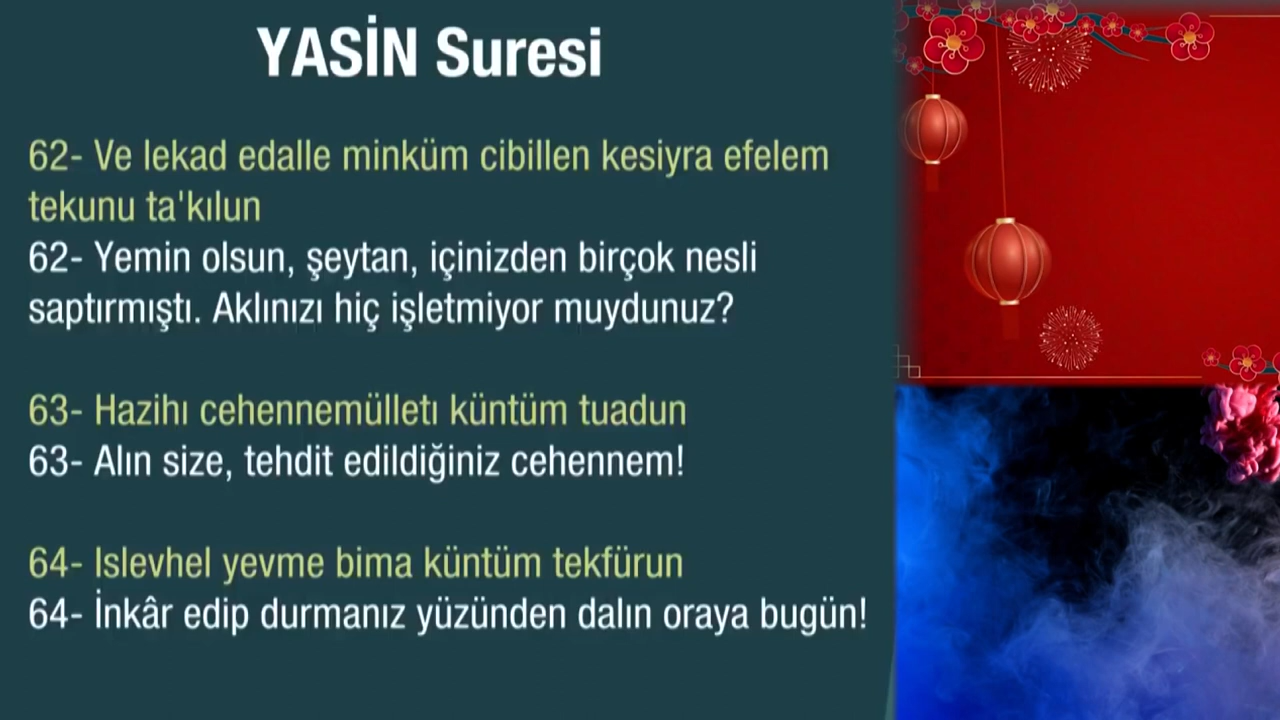 YASİN Suresi
62- Ve lekad edalle minküm cibillen kesiyra efelem
tekunu ta'kılun
62- Yemin olsun, şeytan, içinizden birçok nesli
saptırmıştı. Aklınızı hiç işletmiyor muydunuz?
63- Hazihı cehennemülletı küntüm tuadun
63- Alın size, tehdit edildiğiniz cehennem!
64- Islevhel yevme bima küntüm tekfürun
64- İnkâr edip durmanız yüzünden dalın oraya bugün!